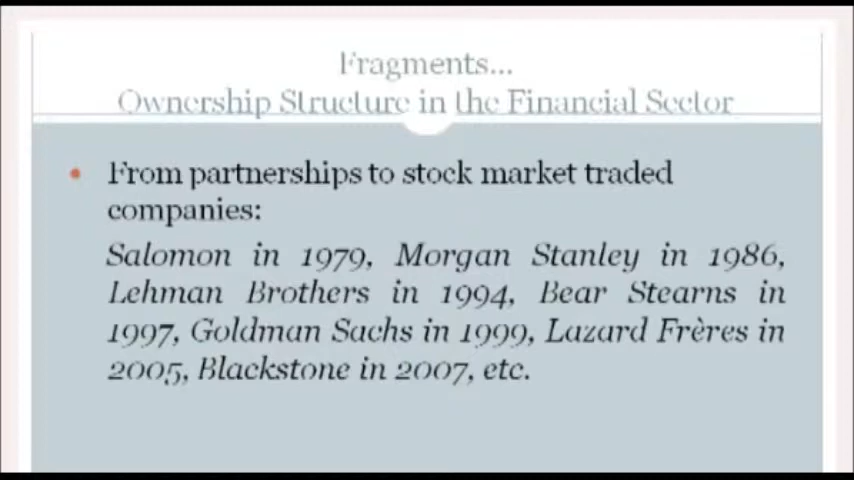 Fragments...
Ownership Structure in the Financial Sector
• From partnerships to stock market traded
companies:
Salomon in 1979, Morgan Stanley in 1986,
Lehman Brothers in 1994, Bear Stearns in
1997, Goldman Sachs in 1999, Lazard Frères in
2005, Blackstone in 2007, etc.